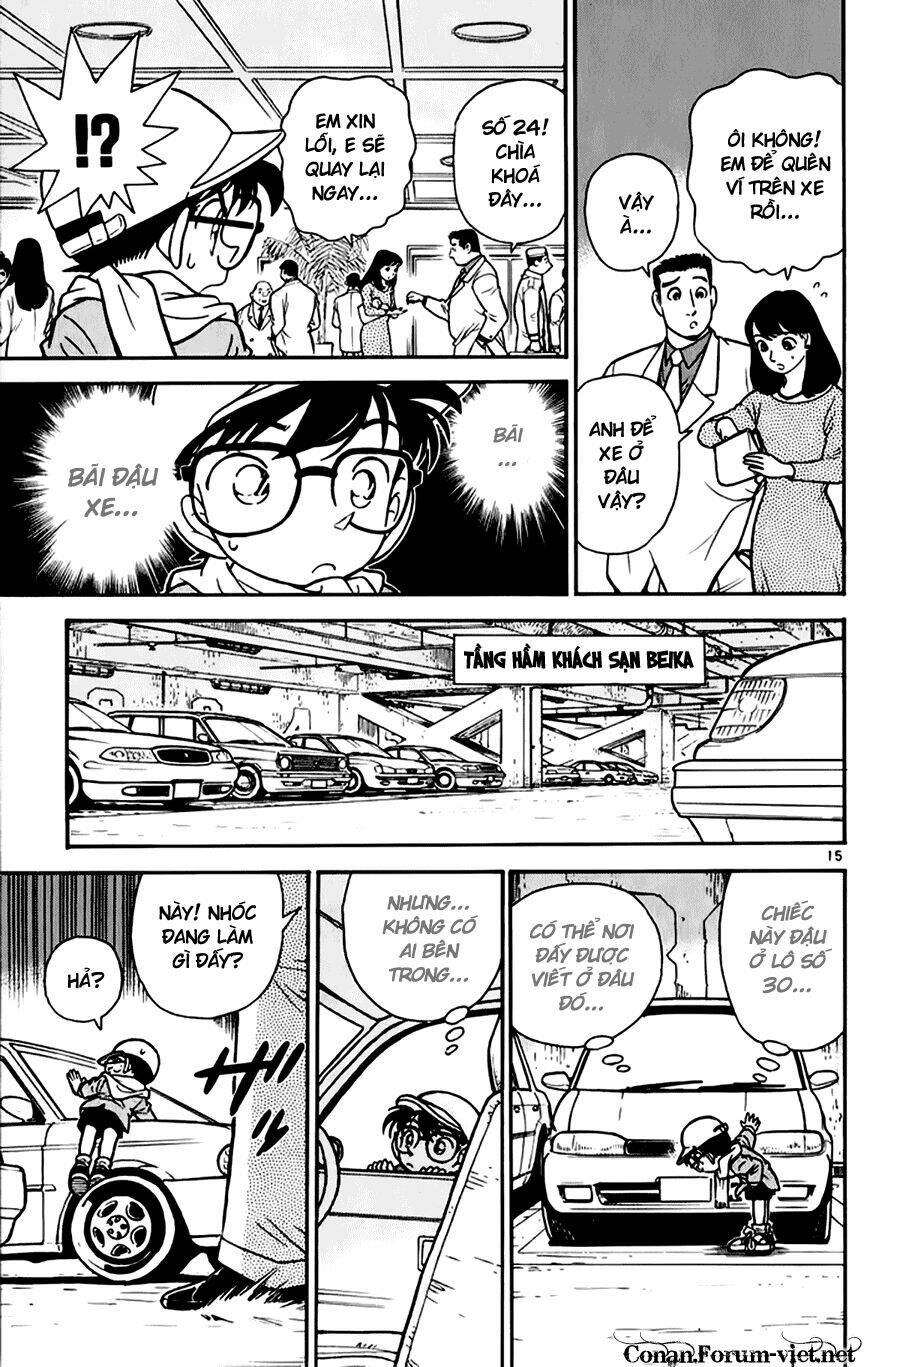 ÔI KHÔNG!
EM ĐỂ QUÊN
VÍ TRÊN XE
RỒI...
VẬY
À...
ANH ĐỂ
XE Ở
ĐÂU
VẬY?
SỐ 24!
CHÌA
KHOÁ
ĐÂY...
EM XIN
LỖI, E SẼ
QUAY LẠI
NGAY...
!?
BÃI
...
BÃI ĐẬU
XE...
TẦNG HẦM KHÁCH SẠN BEIKA
15
CHIẾC
NÀY ĐẬU
Ở LÔ SỐ
30...
CÓ THỂ NƠI
ĐẤY ĐƯỢC
VIẾT Ở ĐÂU
ĐÓ...
NHƯNG...
KHÔNG CÓ
AI BÊN
TRONG...
NÀY! NHÓC
ĐANG LÀM
GÌ ĐẤY?
HẢ?
Conan.Forum-viet.net